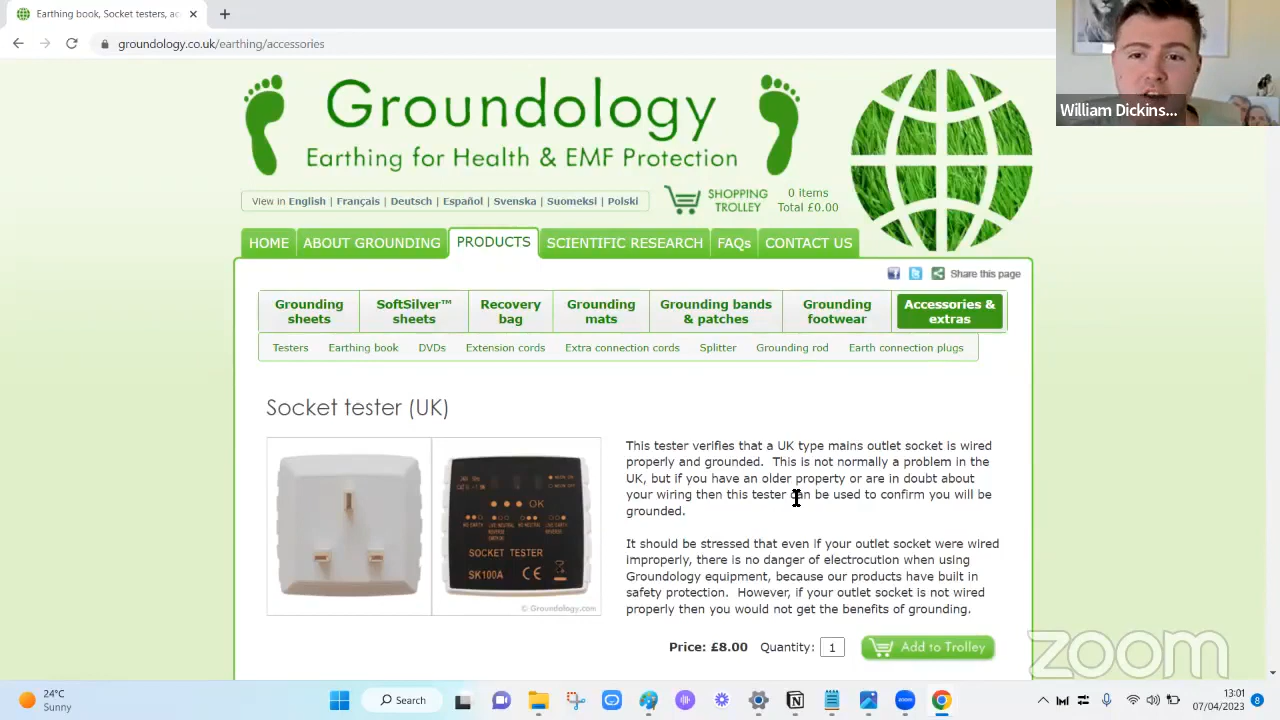 Earthing book, Socket testers, ac
groundology.co.uk/earthing/accessories
William Dickins...
Groundology
Earthing for Health & EMF Protection
View in English | Français | Deutsch | Español | Svenska | Suomeksi | Polski
SHOPPING
TROLLEY
0 items
Total £0.00
HOME
ABOUT GROUNDING
PRODUCTS
SCIENTIFIC RESEARCH
FAQs
CONTACT US
Share this page
Grounding
sheets
SoftSilver™
sheets
Recovery
bag
Grounding
mats
Grounding bands
& patches
Grounding
footwear
Accessories &
extras
Testers
Earthing book
DVDs
Extension cords
Extra connection cords
Splitter
Grounding rod
Earth connection plugs
Socket tester (UK)
OK
SOCKET TESTER
SK100A CE
© Groundology.com
This tester verifies that a UK type mains outlet socket is wired
properly and grounded. This is not normally a problem in the
UK, but if you have an older property or are in doubt about
your wiring then this tester can be used to confirm you will be
grounded.
It should be stressed that even if your outlet socket were wired
improperly, there is no danger of electrocution when using
Groundology equipment, because our products have built in
safety protection. However, if your outlet socket is not wired
properly then you would not get the benefits of grounding.
Price: £8.00
Quantity: 1
Add to Trolley
zoom
24°C
Sunny
Search
13:01
07/04/2023
8